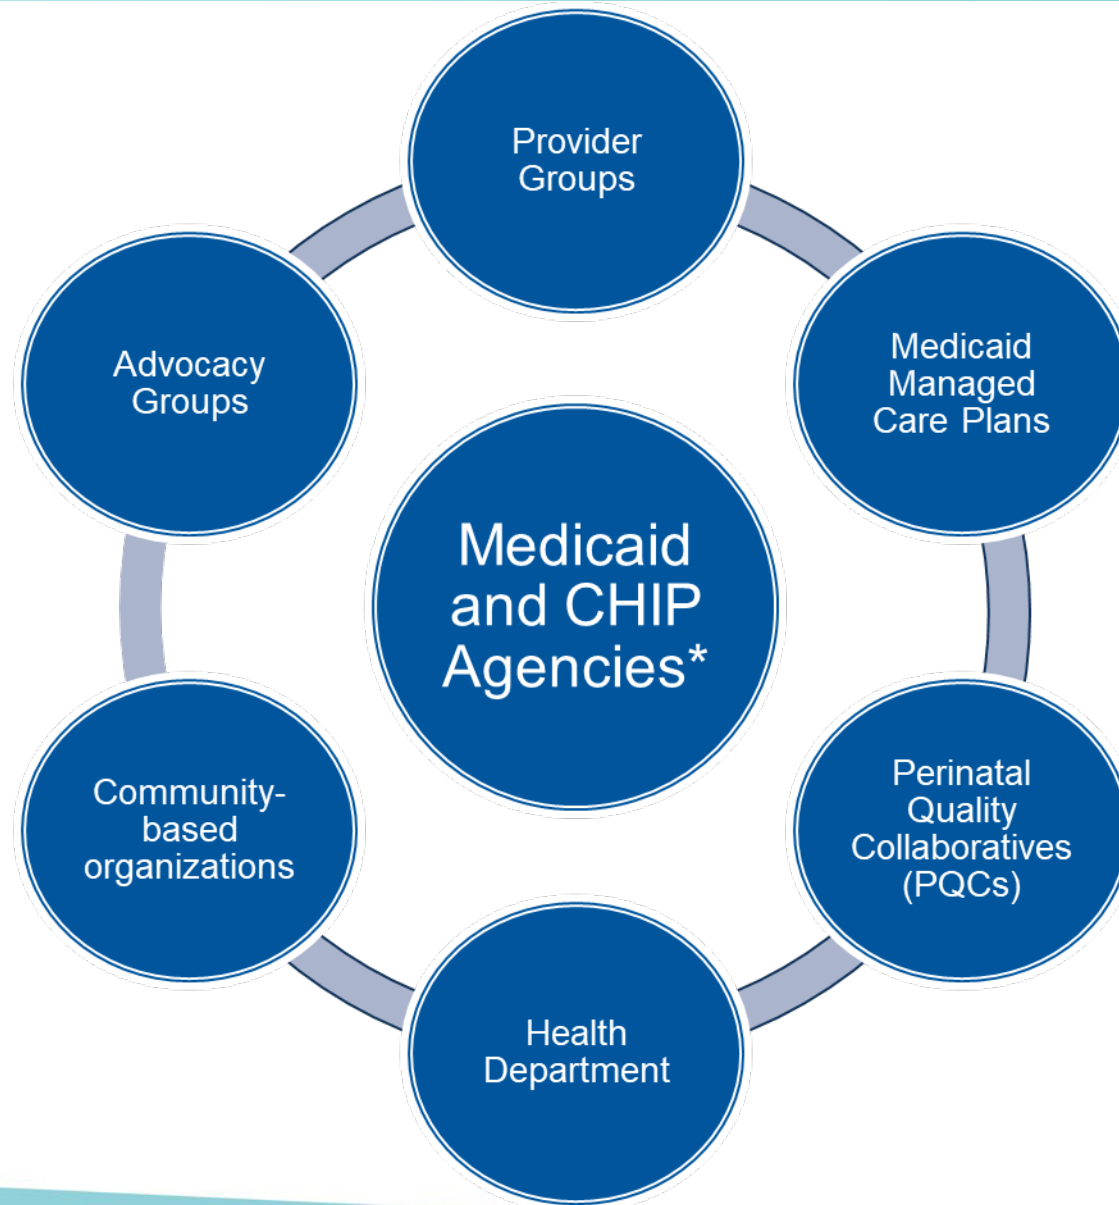 Provider
Groups
Medicaid
Managed
Care Plans
Perinatal
Quality
Collaboratives
(PQCs)
Health
Department
Community-
based
organizations
Advocacy
Groups
Medicaid
and CHIP
Agencies*